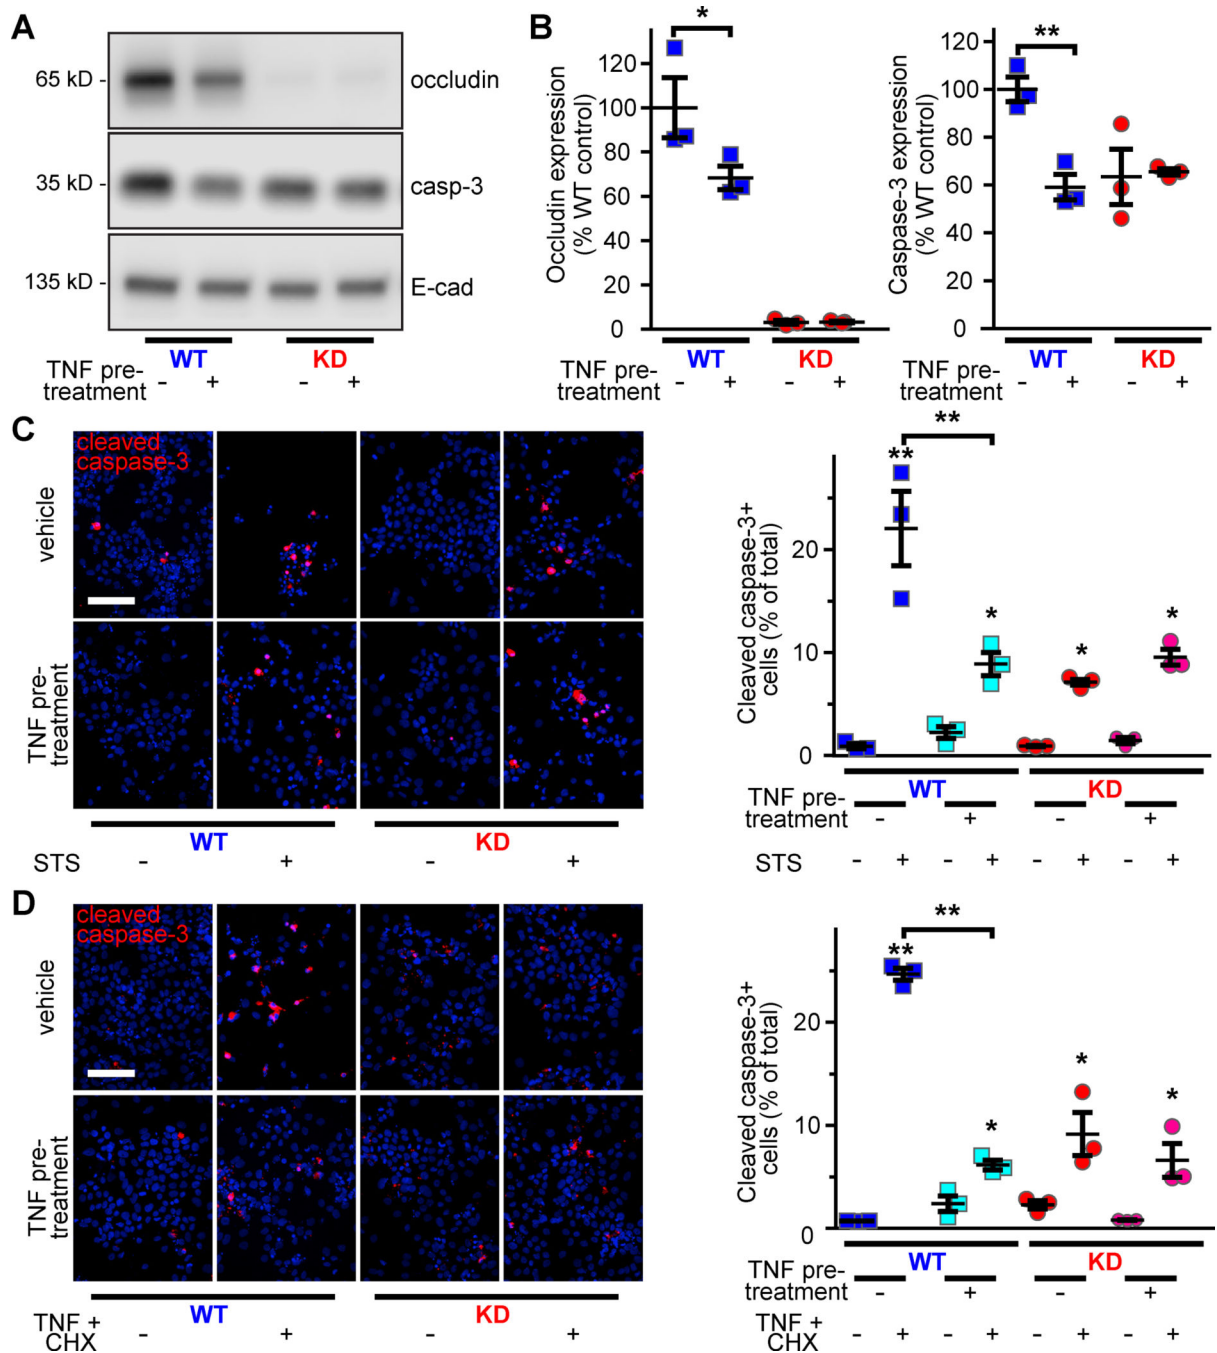 A
65 kD -
occludin
35 kD -
casp-3
135 kD -
E-cad
WT
KD
TNF pre-
treatment
-
+
-
+
B
*
Occludin expression
(% WT control)
120
100
80
60
40
20
0
WT
KD
TNF pre-
treatment
-
+
-
+
**
Caspase-3 expression
(% WT control)
120
100
80
60
40
20
0
WT
KD
TNF pre-
treatment
-
+
-
+
C
cleaved
caspase-3
vehicle
TNF pre-
treatment
WT
KD
STS
-
+
-
+
**
**
*
*
*
Cleaved caspase-3+
cells (% of total)
20
10
0
WT
KD
TNF pre-
treatment
-
+
-
+
STS
- + - + - + - +
D
cleaved
caspase-3
vehicle
TNF pre-
treatment
WT
KD
TNF +
CHX
-
+
-
+
**
**
*
*
*
Cleaved caspase-3+
cells (% of total)
20
10
0
WT
KD
TNF pre-
treatment
-
+
-
+
TNF +
CHX
- + - + - + - +